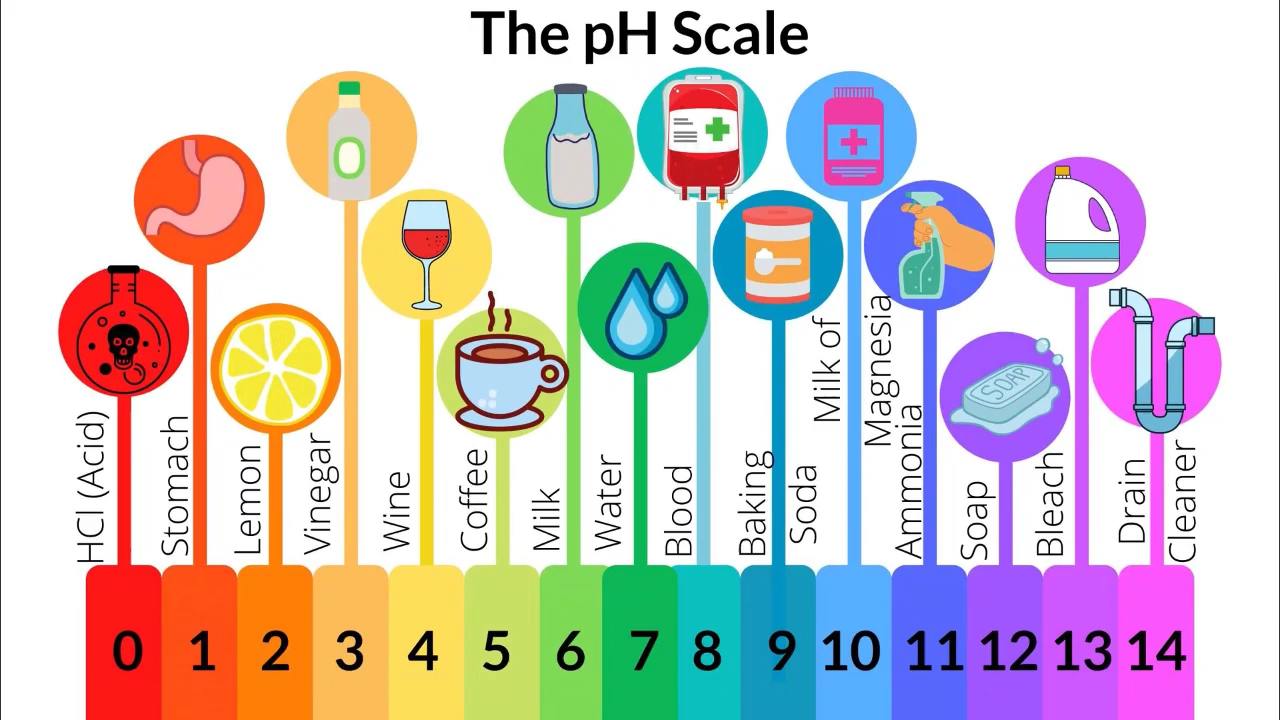 The pH Scale
HCl (Acid)
Stomach
Lemon
Vinegar
Wine
Coffee
Milk
Water
Blood
Baking
Soda
Milk of
Magnesia
Ammonia
Soap
SOAP
Bleach
Drain
Cleaner
0 1 2 3 4 5 6 7 8 9 10 11 12 13 14